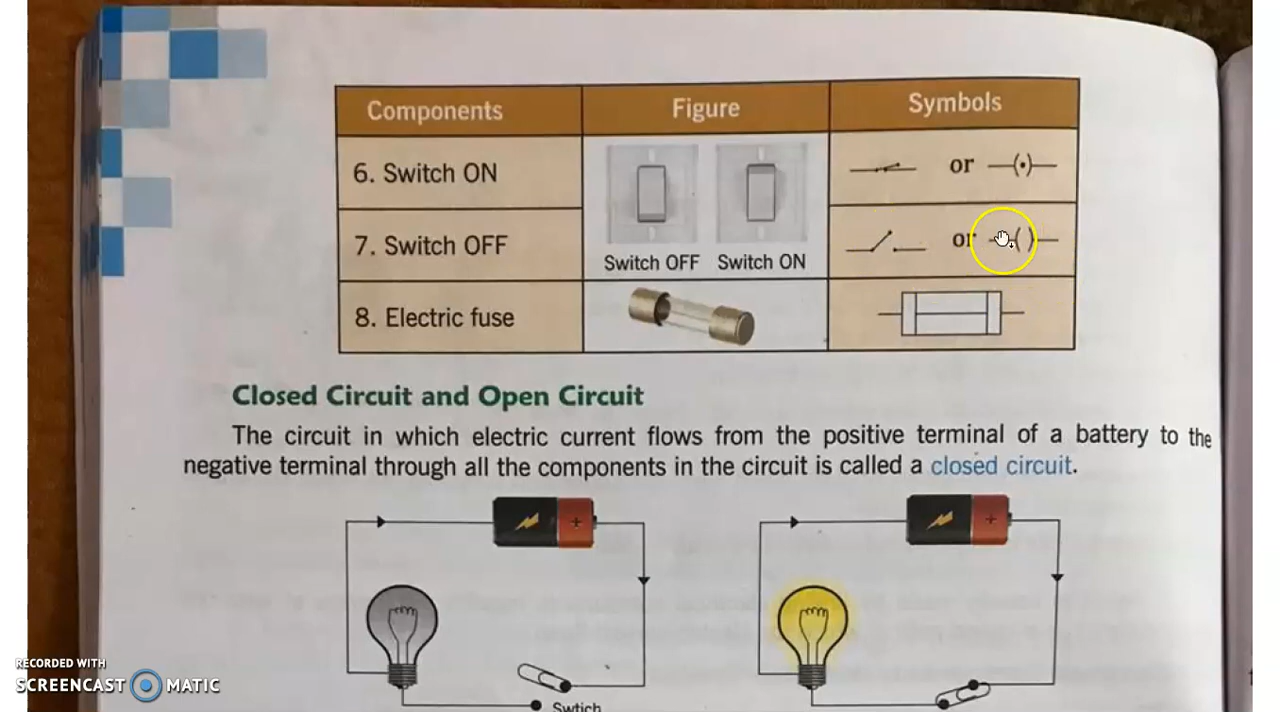 Components Figure Symbols
6. Switch ON or
7. Switch OFF or
Switch OFF Switch ON
8. Electric fuse
Closed Circuit and Open Circuit
The circuit in which electric current flows from the positive terminal of a battery to the
negative terminal through all the components in the circuit is called a closed circuit.
+ +
Swtich
RECORDED WITH
SCREENCAST MATIC